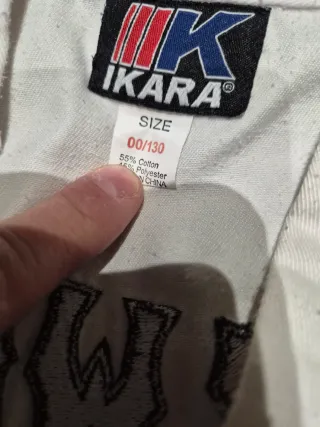 IKARA®
SIZE
00/130
55% Cotton
% Polyester
N CHINA
W